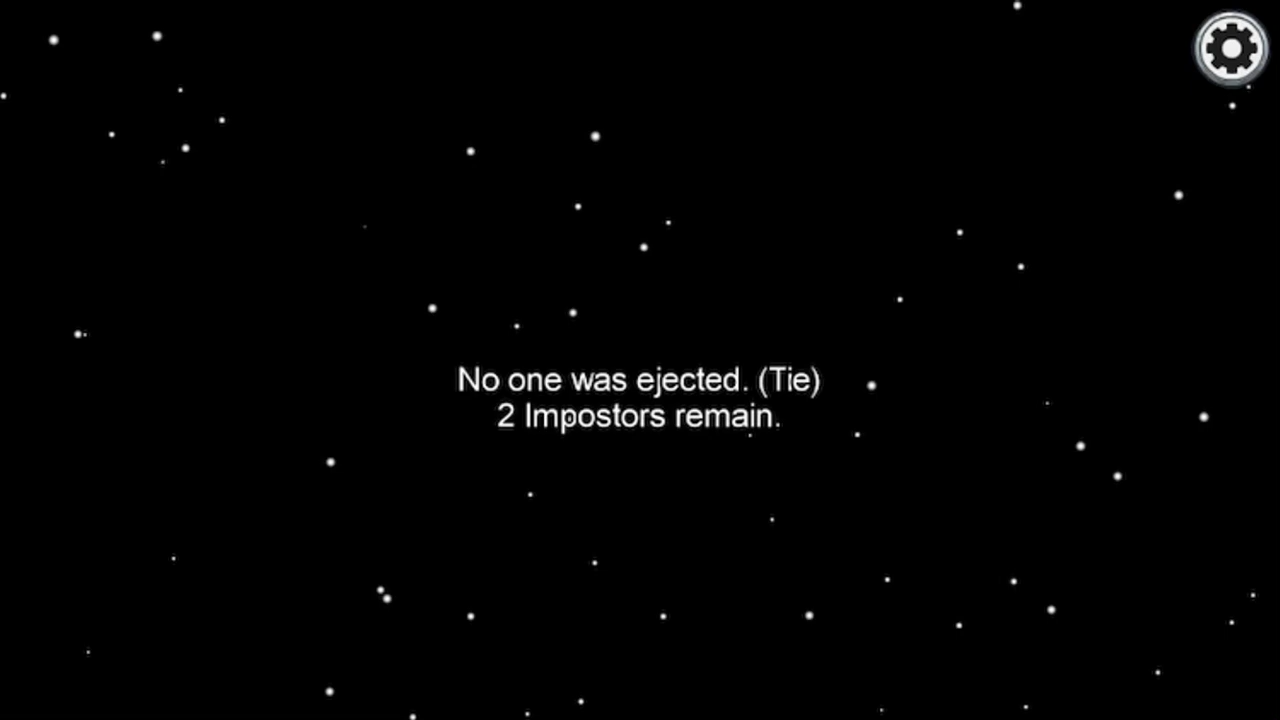 No one was ejected. (Tie)
2 Impostors remain.